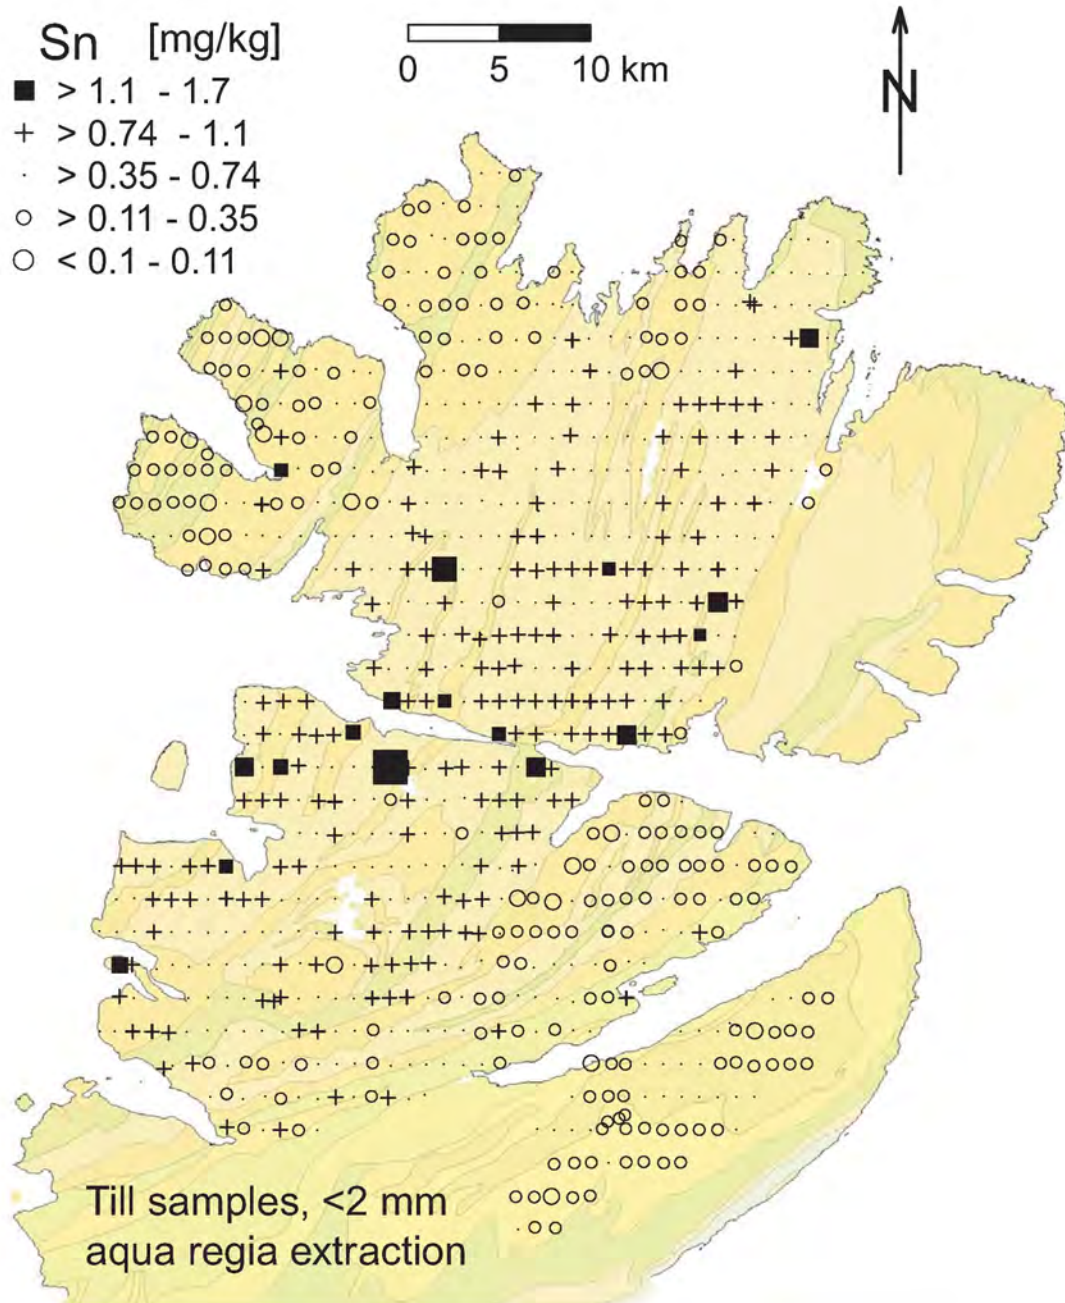 Sn [mg/kg]
■ > 1.1 - 1.7
+ > 0.74 - 1.1
· > 0.35 - 0.74
○ > 0.11 - 0.35
○ < 0.1 - 0.11
0 5 10 km
N
Till samples, <2 mm
aqua regia extraction